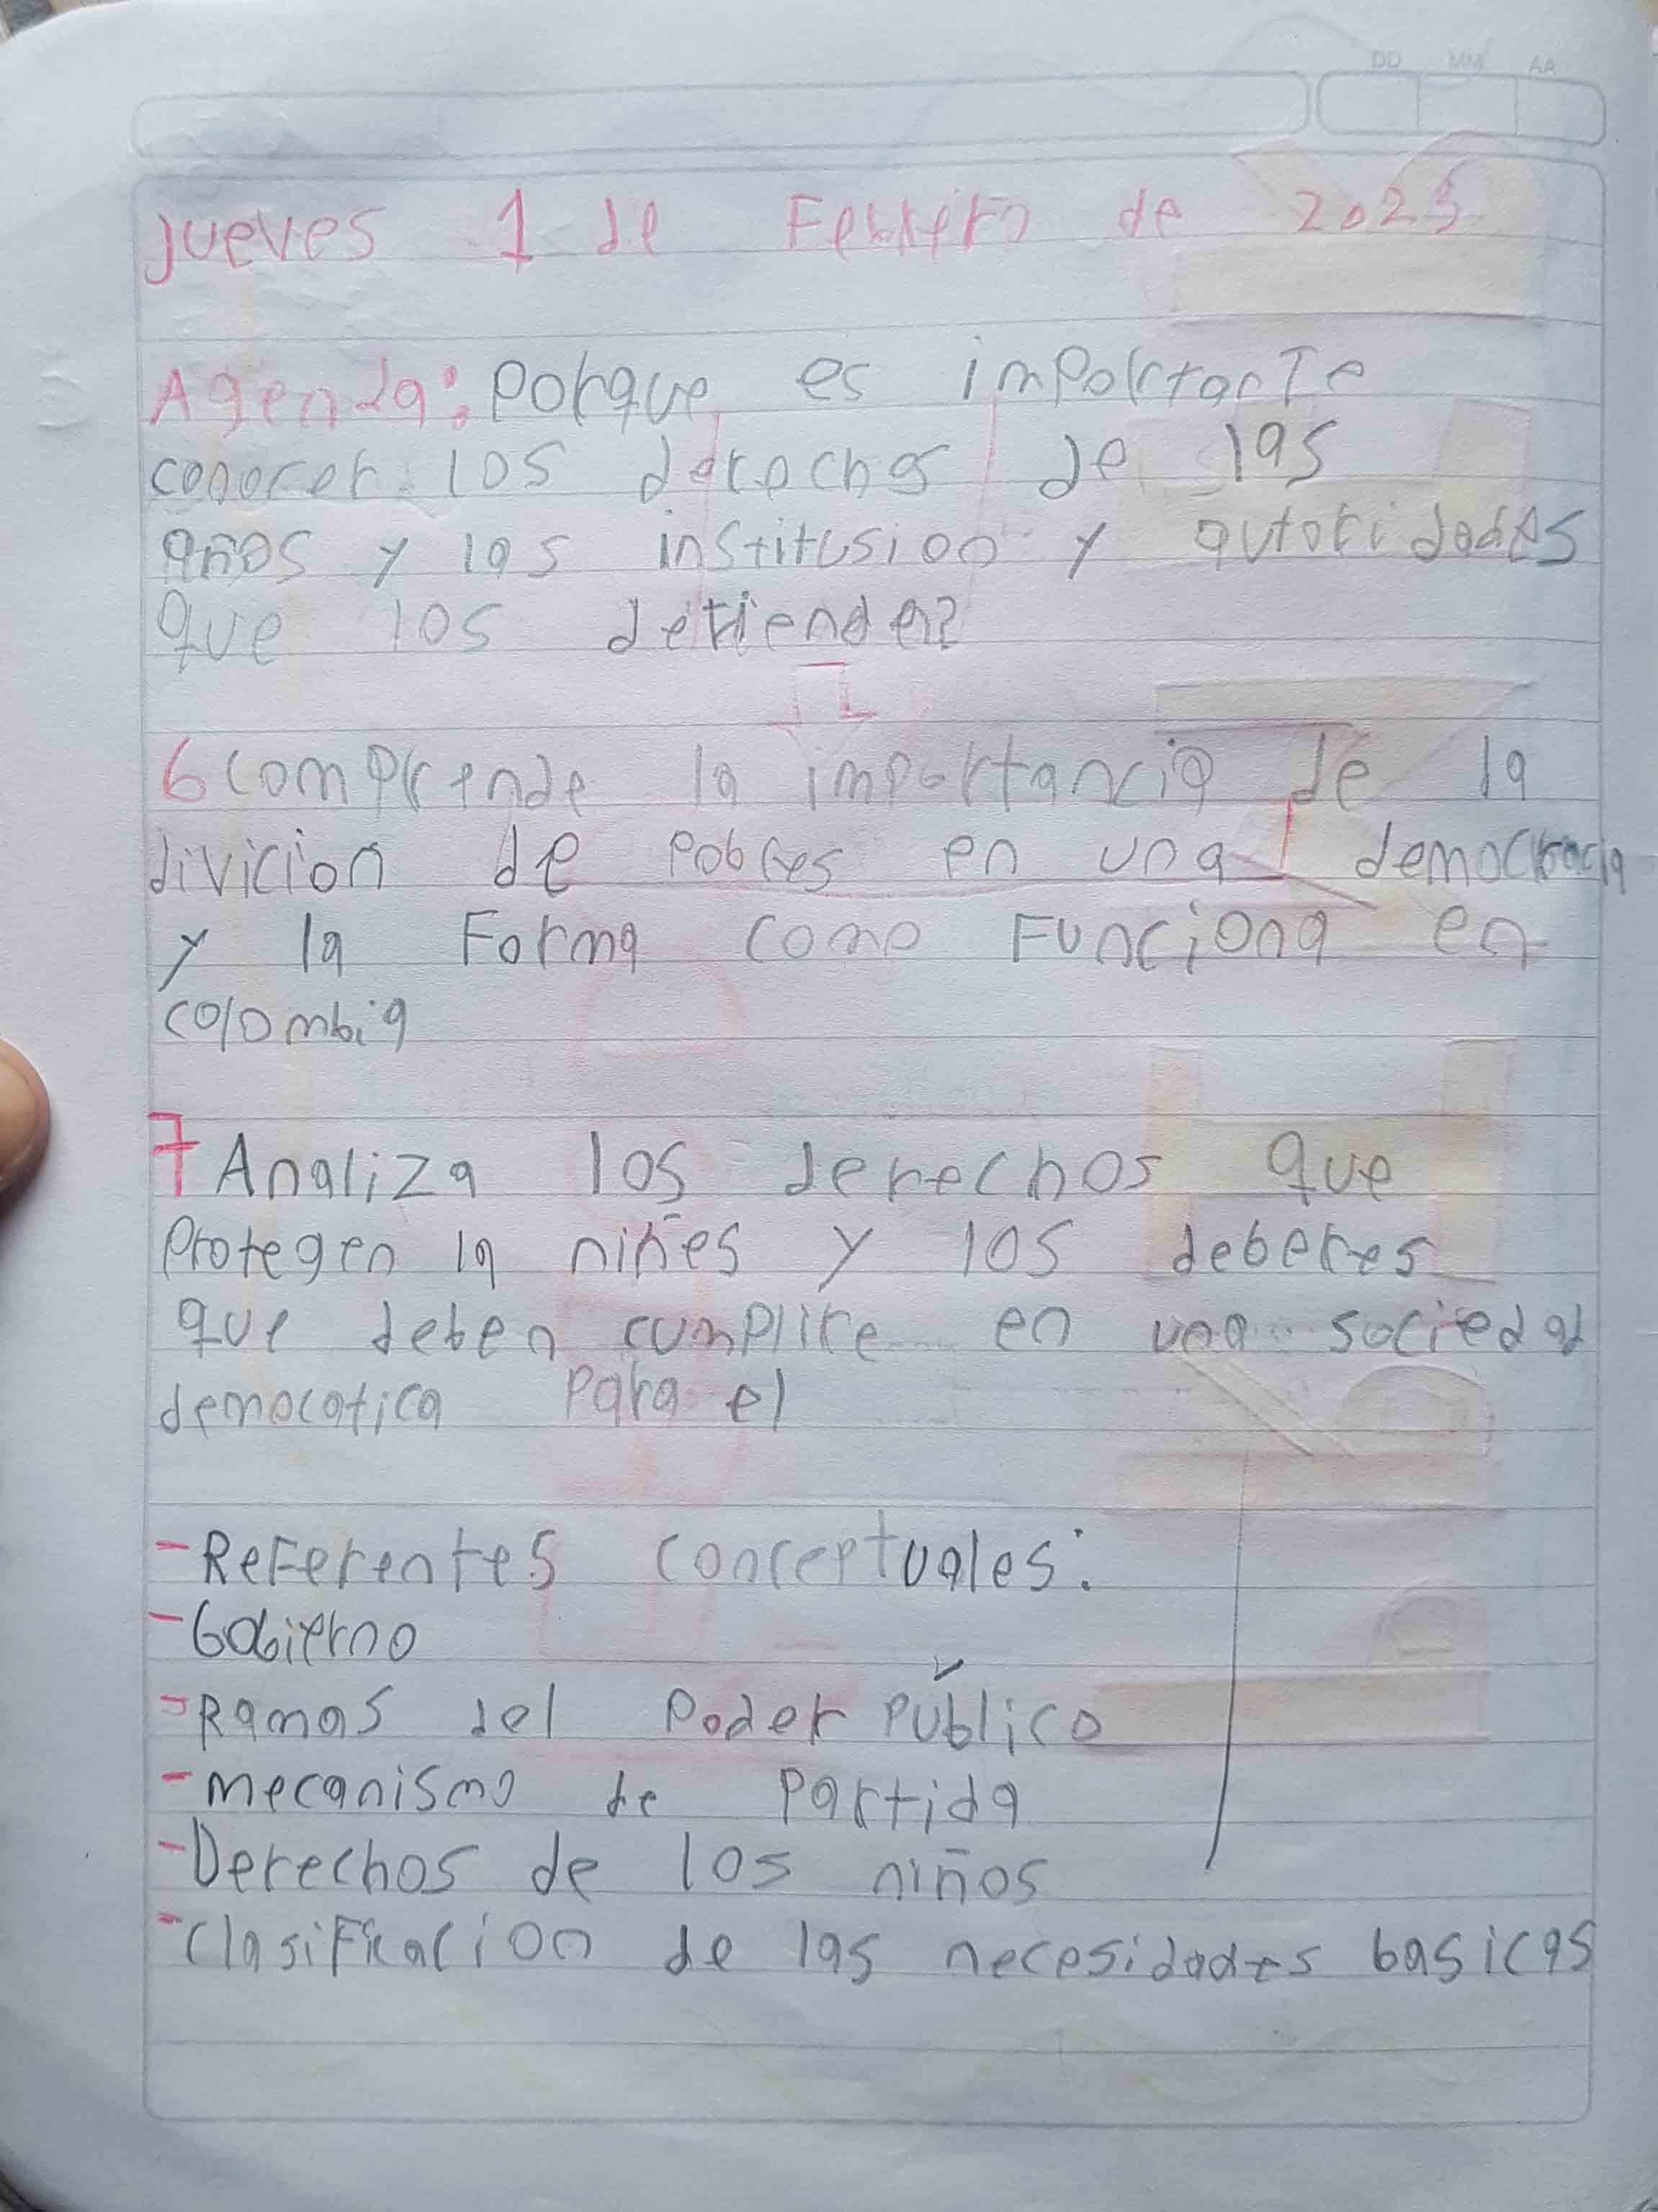 DD MM AA
jueves 1 de Febrero de 2023
Agenda: Porque es importante
conocer los derechos de las
años y las institusion y autoridades
que los defienden?
6 Comprende la importancia de la
divicion de pobres en una democracia
y la Forma como Funciona en
colombia
7 Analiza los derechos que
Protegen la niñes y los deberes
que deben cumplire en una sociedad
democatica Para el
-Referentes conceptuales:
-Gobierno
-Ramas del Poder Público
-mecanismo de Partida
-Derechos de los niños
-Clasificacion de las necesidades basicas